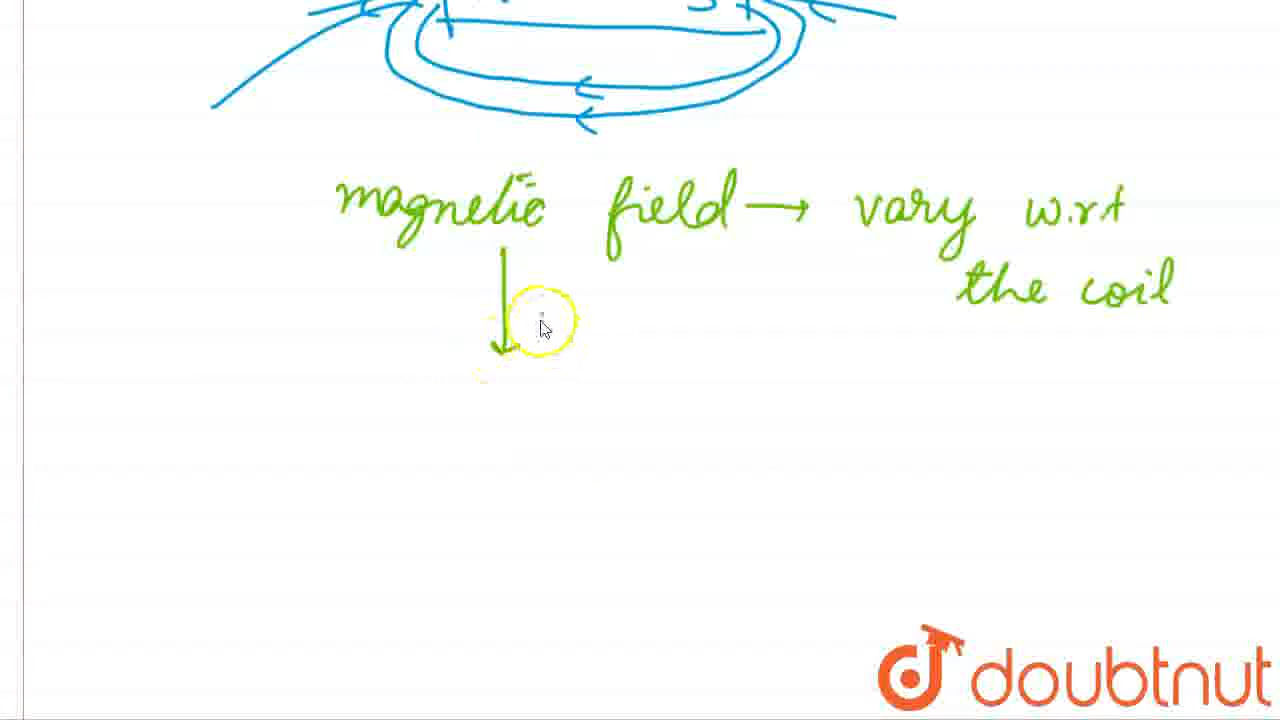 magnetic field → vary w.r.t
the coil
doubtnut